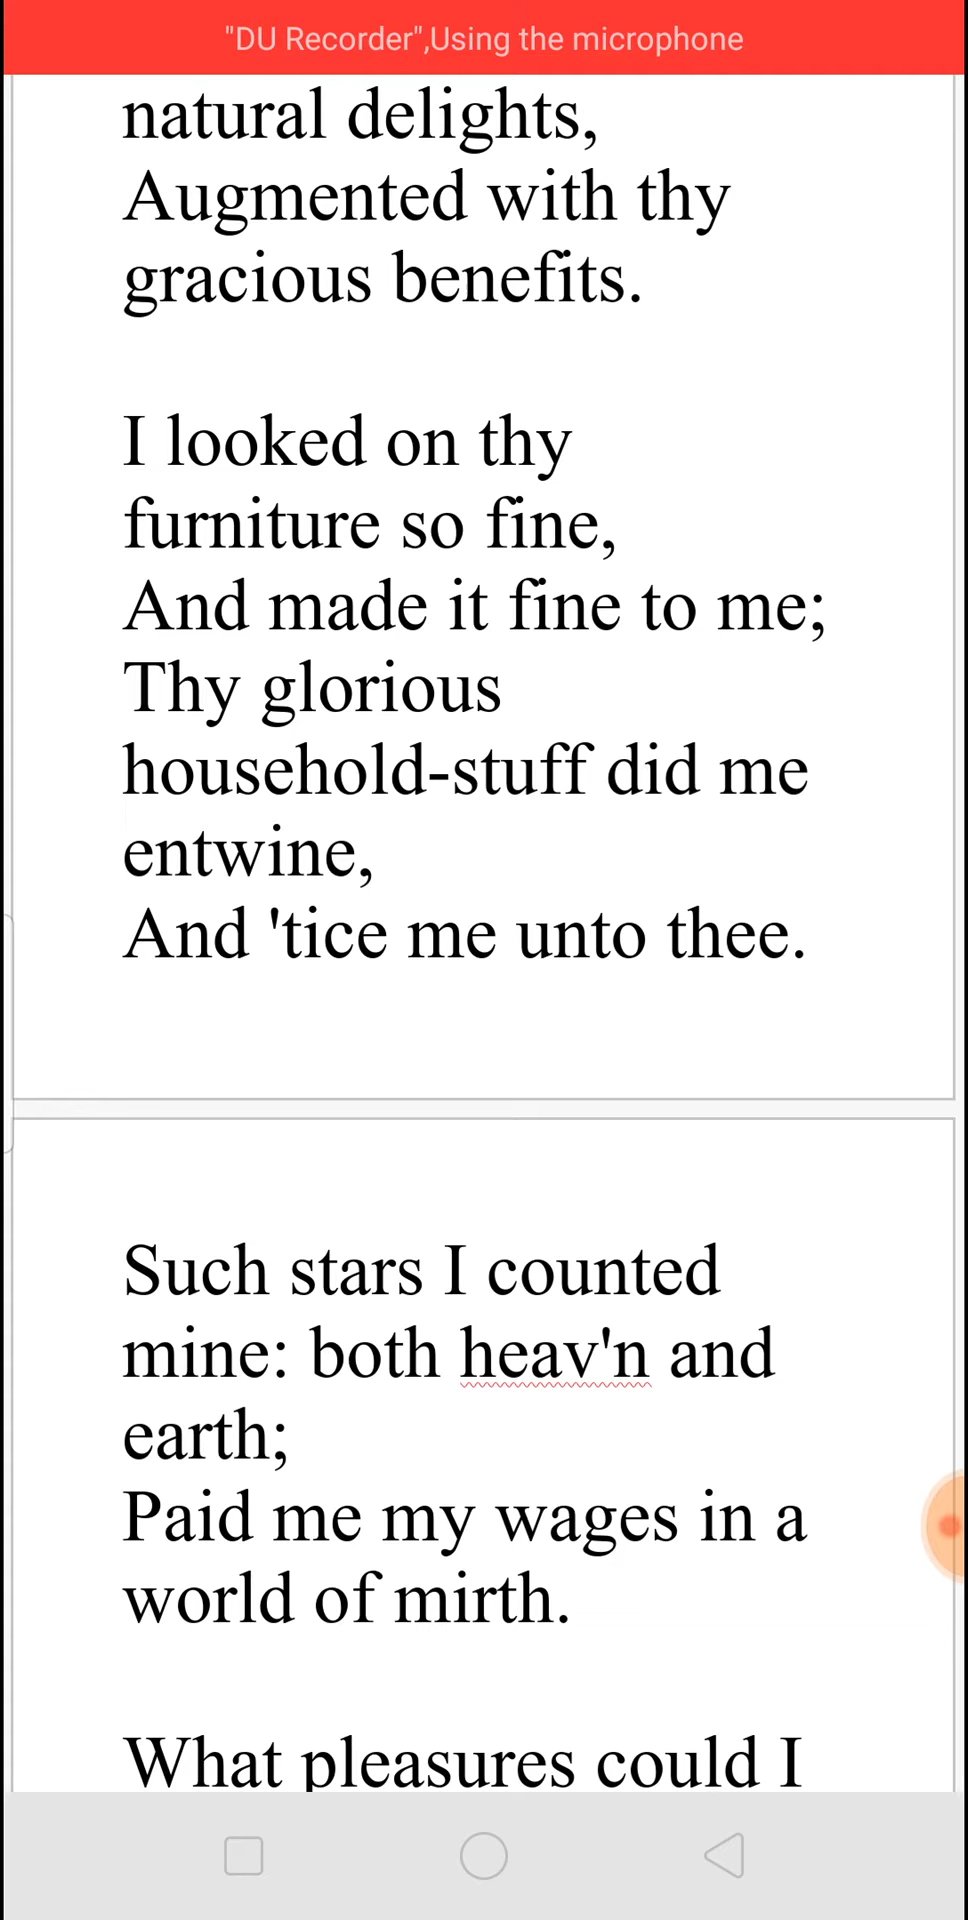 "DU Recorder",Using the microphone
natural delights,
Augmented with thy
gracious benefits.
I looked on thy
furniture so fine,
And made it fine to me;
Thy glorious
household-stuff did me
entwine,
And 'tice me unto thee.
Such stars I counted
mine: both heav'n and
earth;
Paid me my wages in a
world of mirth.
What pleasures could I